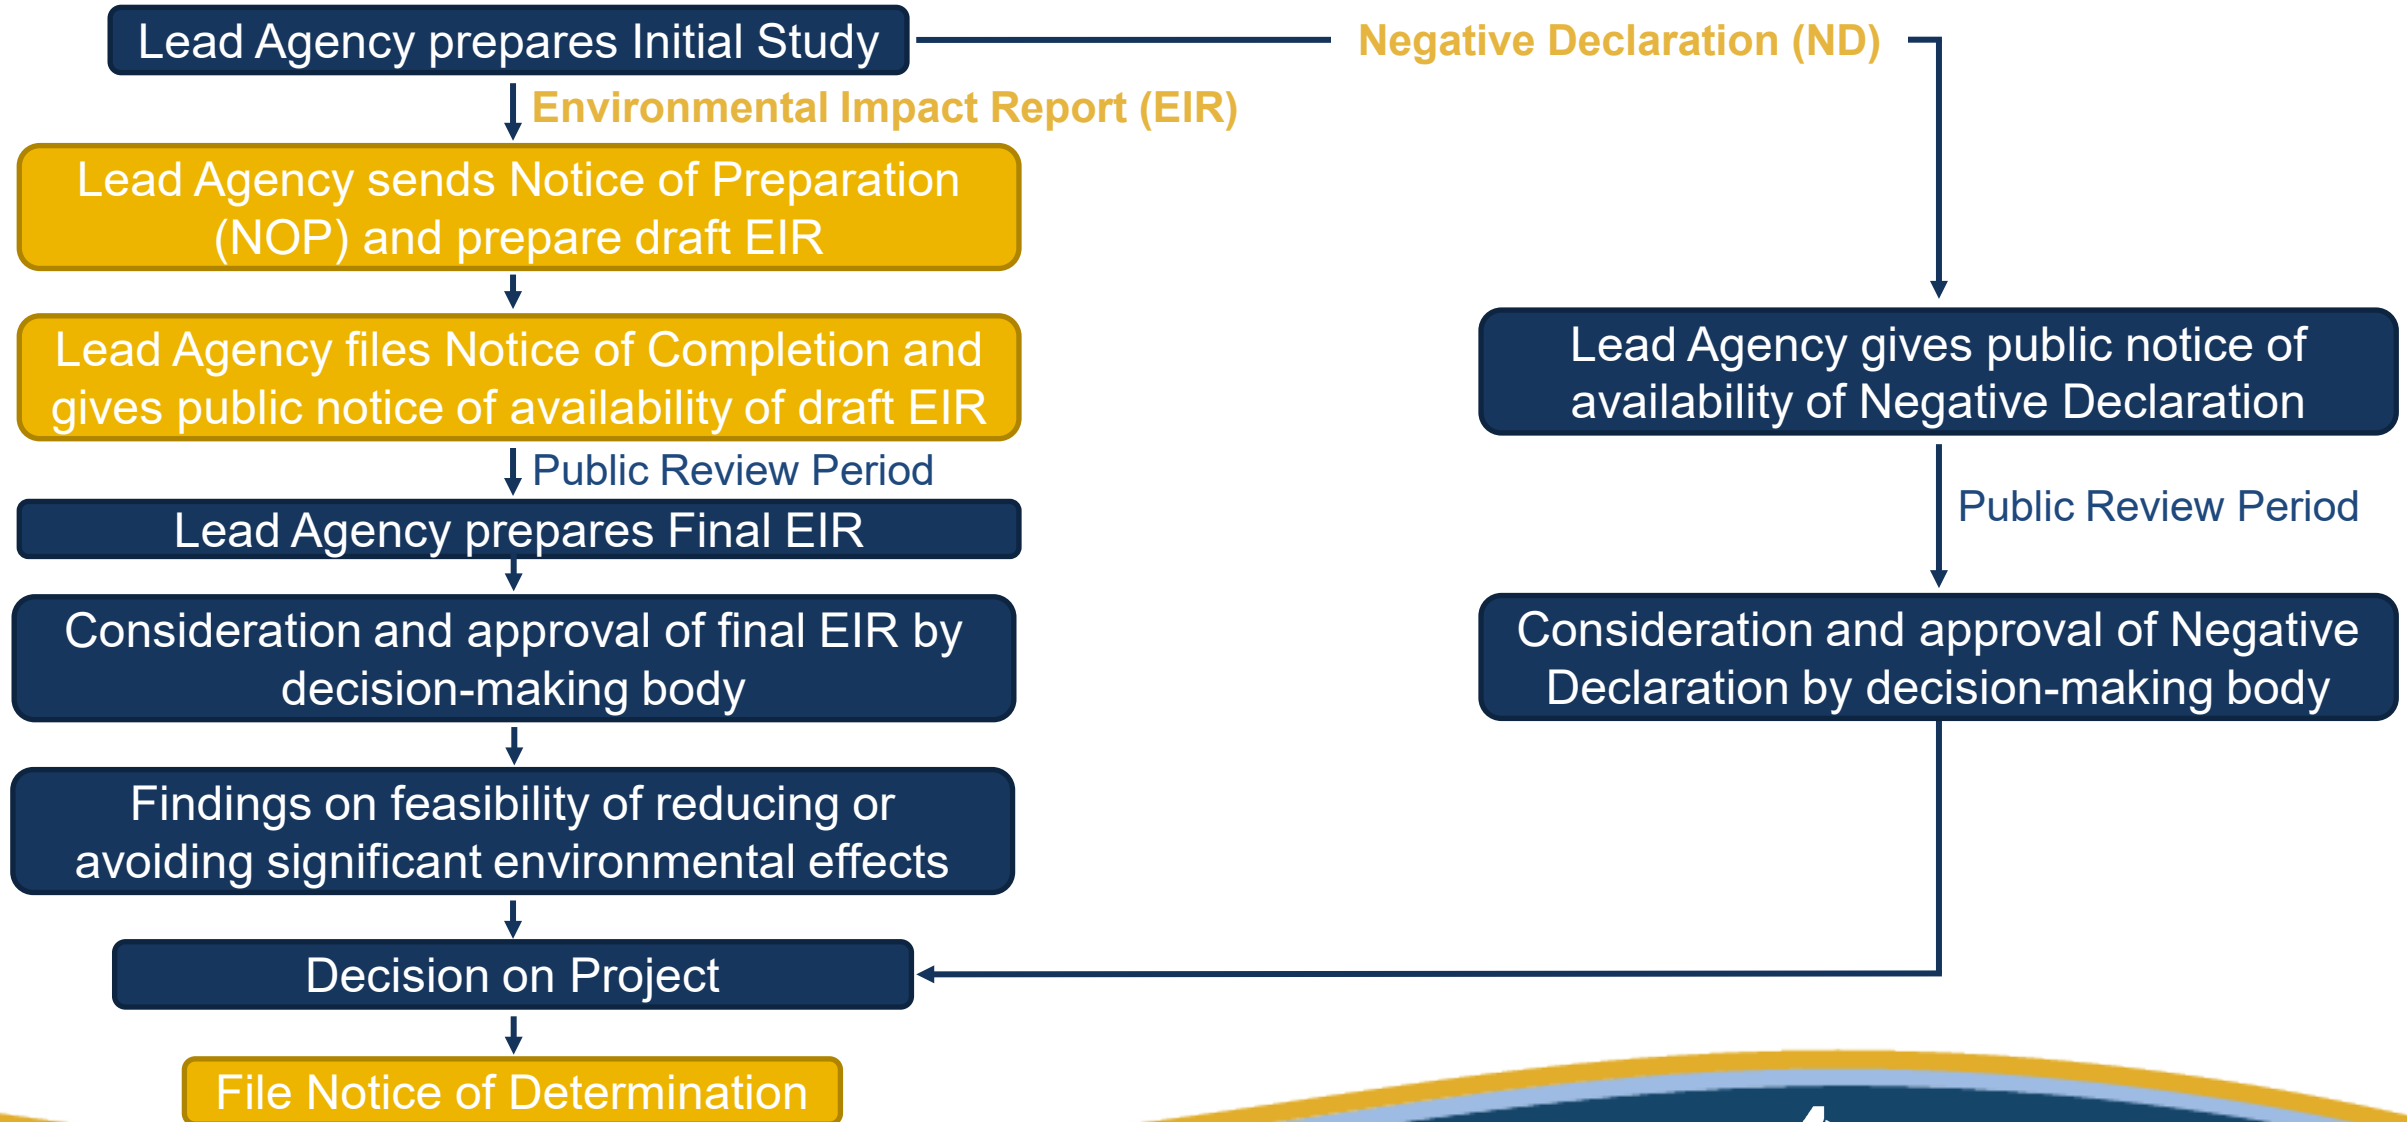 Lead Agency prepares Initial Study
Negative Declaration (ND)
Environmental Impact Report (EIR)
Lead Agency sends Notice of Preparation
(NOP) and prepare draft EIR
Lead Agency files Notice of Completion and
gives public notice of availability of draft EIR
Lead Agency gives public notice of
availability of Negative Declaration
Public Review Period
Public Review Period
Lead Agency prepares Final EIR
Consideration and approval of final EIR by
decision-making body
Consideration and approval of Negative
Declaration by decision-making body
Findings on feasibility of reducing or
avoiding significant environmental effects
Decision on Project
File Notice of Determination